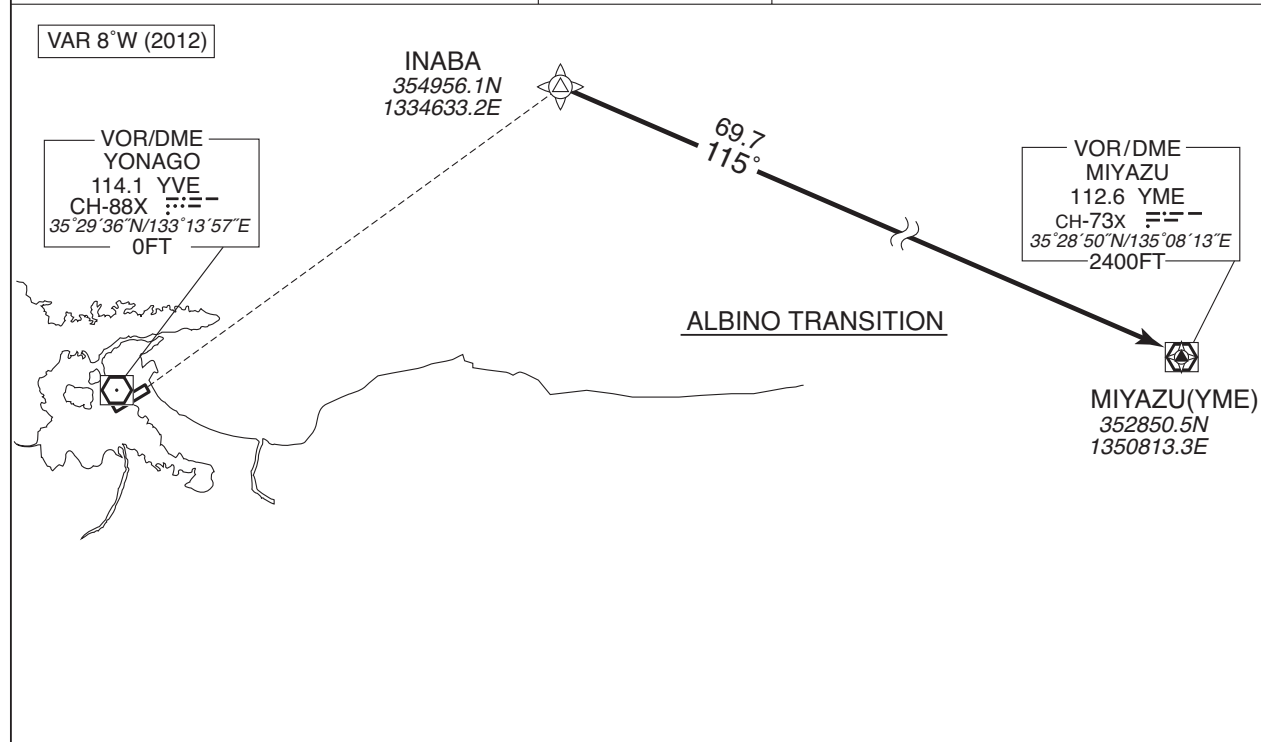 VAR 8˚W (2012)
INABA
354956.1N
1334633.2E
69.7
115˚
VOR/DME
YONAGO
114.1 YVE
CH-88X
35˚29´36˝N/133˚13´57˝E
0FT
VOR/DME
MIYAZU
112.6 YME
CH-73X
35˚28´50˝N/135˚08´13˝E
2400FT
ALBINO TRANSITION
MIYAZU(YME)
352850.5N
1350813.3E